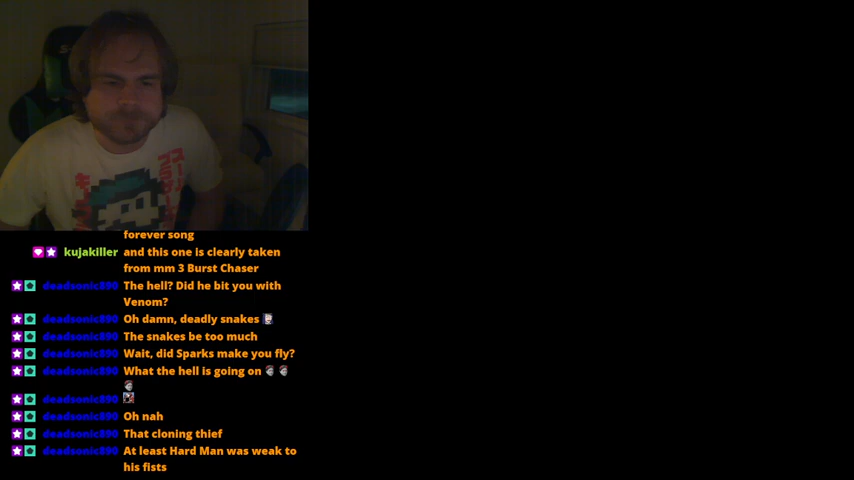 forever song
kujakiller and this one is clearly taken
from mm 3 Burst Chaser
deadsonic890 The hell? Did he bit you with
Venom?
deadsonic890 Oh damn, deadly snakes
deadsonic890 The snakes be too much
deadsonic890 Wait, did Sparks make you fly?
deadsonic890 What the hell is going on
deadsonic890
deadsonic890 Oh nah
deadsonic890 That cloning thief
deadsonic890 At least Hard Man was weak to
his fists